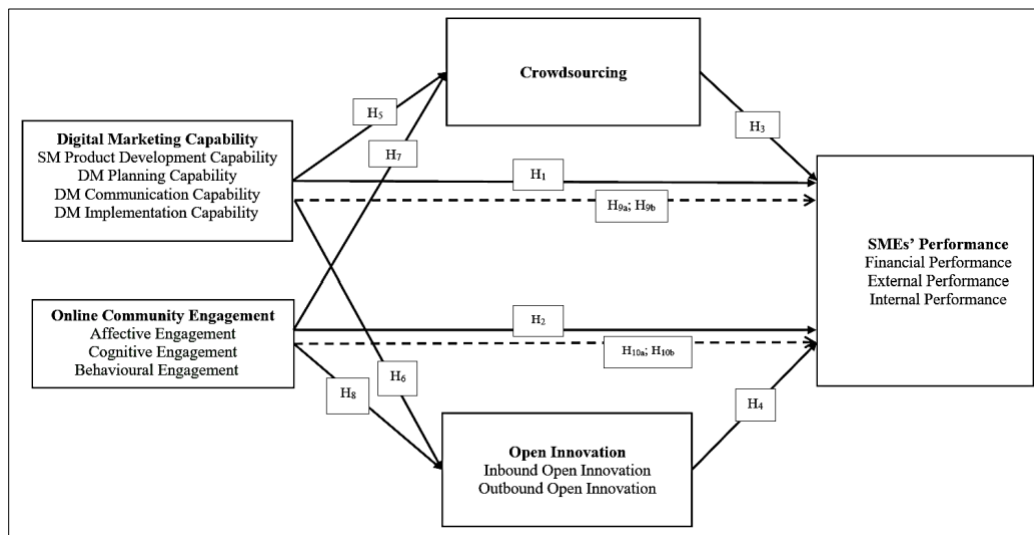 Crowdsourcing
H5
H3
Digital Marketing Capability
SM Product Development Capability
DM Planning Capability
DM Communication Capability
DM Implementation Capability
H7
H1
H9a; H9b
SMEs' Performance
Financial Performance
External Performance
Internal Performance
Online Community Engagement
Affective Engagement
Cognitive Engagement
Behavioural Engagement
H2
H10a; H10b
H6
H8
H4
Open Innovation
Inbound Open Innovation
Outbound Open Innovation